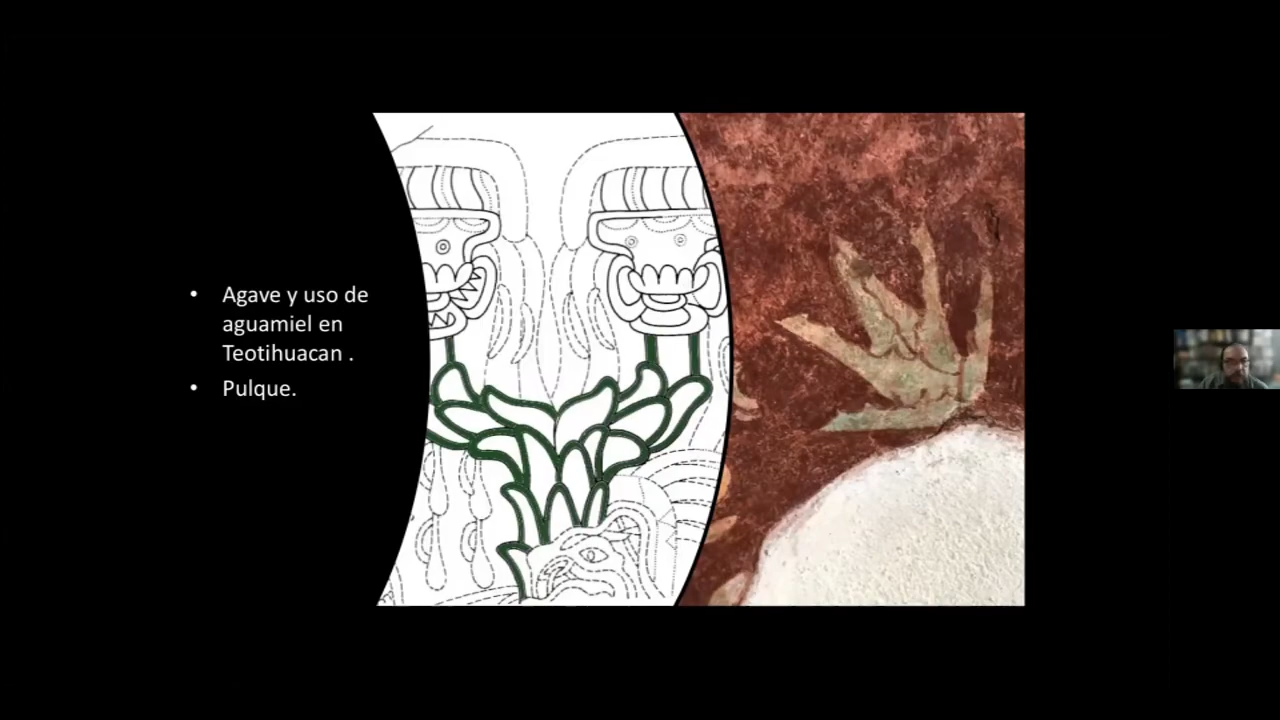 • Agave y uso de
aguamiel en
Teotihuacan .
• Pulque.